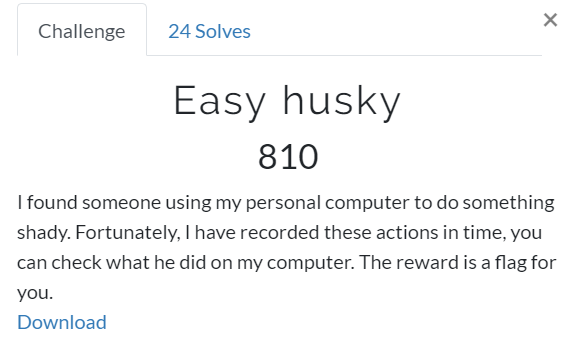 Challenge
24 Solves
×
Easy husky
810
I found someone using my personal computer to do something
shady. Fortunately, I have recorded these actions in time, you
can check what he did on my computer. The reward is a flag for
you.
Download